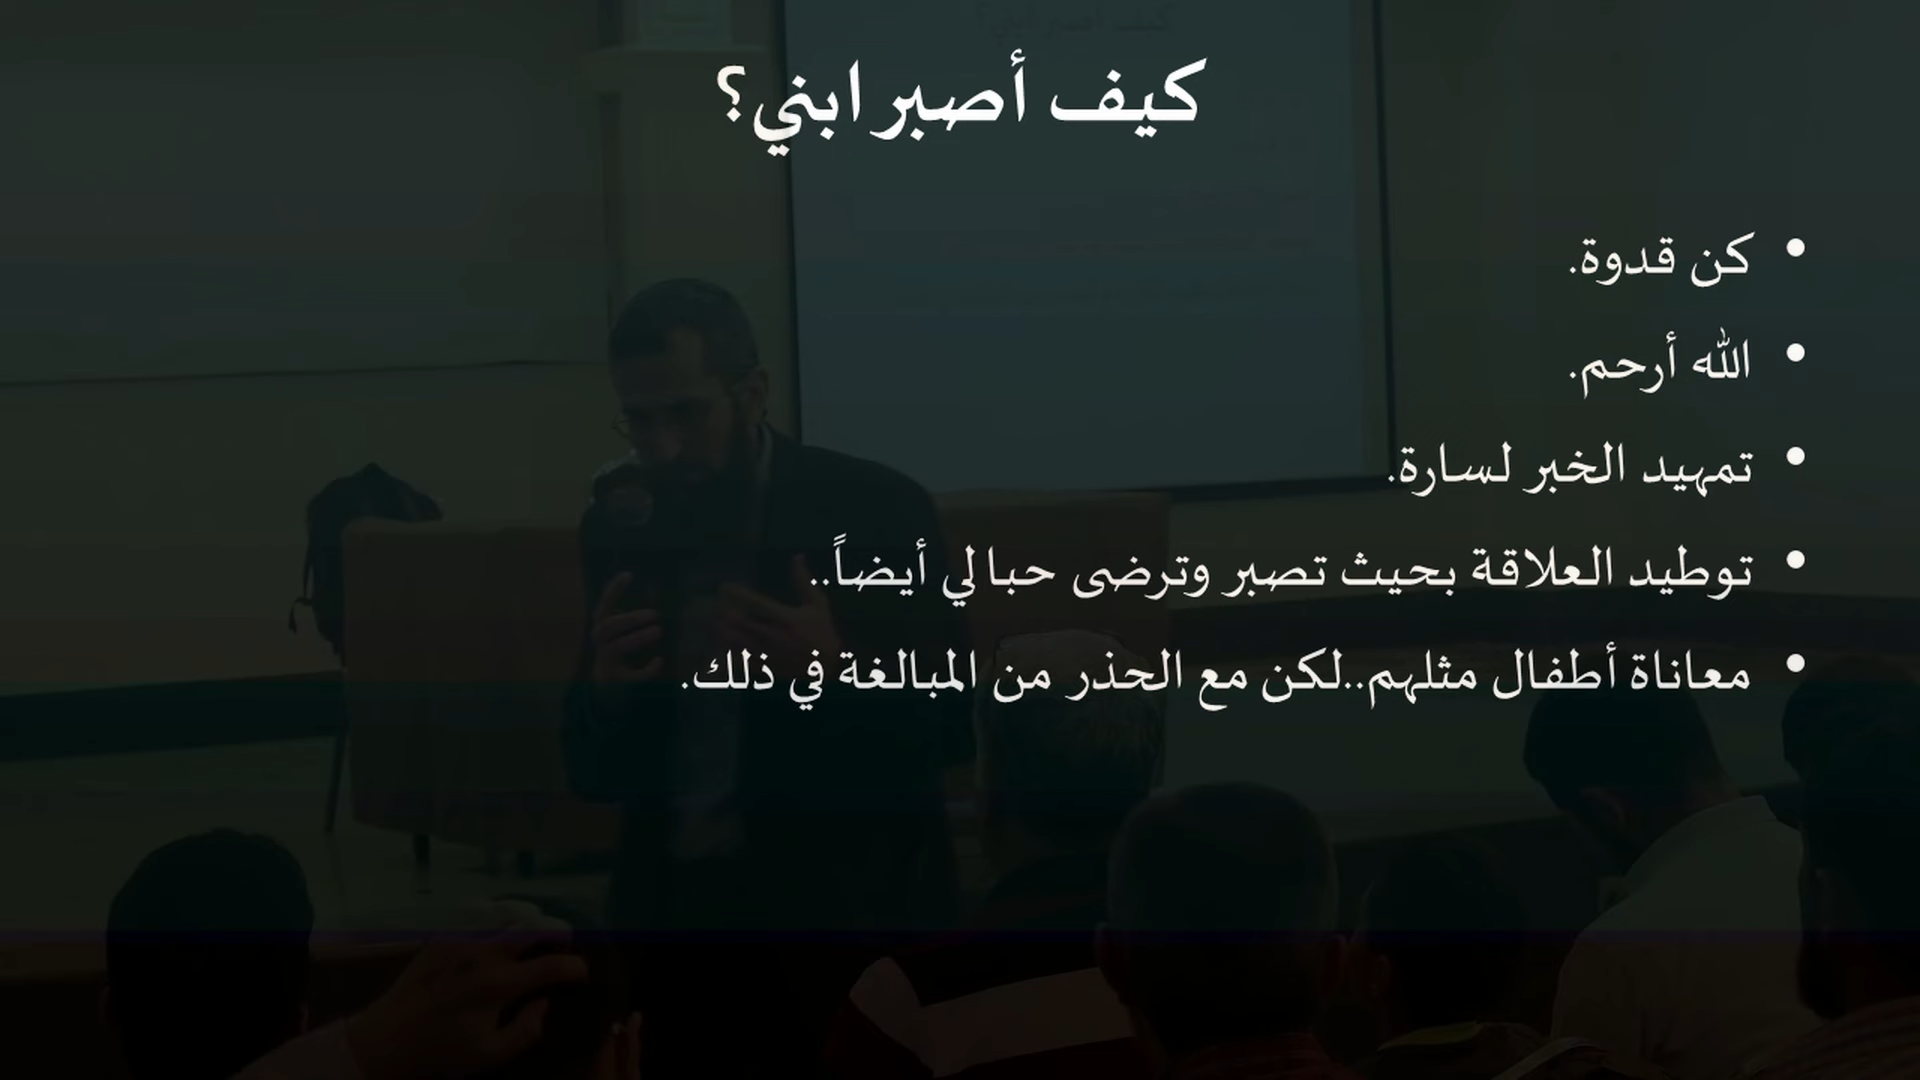 كيف أصبر ابني؟
• كن قدوة.
• الله أرحم.
• تمهيد الخبر لسارة.
• توطيد العلاقة بحيث تصبر وترضى حبا لي أيضاً..
• معاناة أطفال مثلهم..لكن مع الحذر من المبالغة في ذلك.